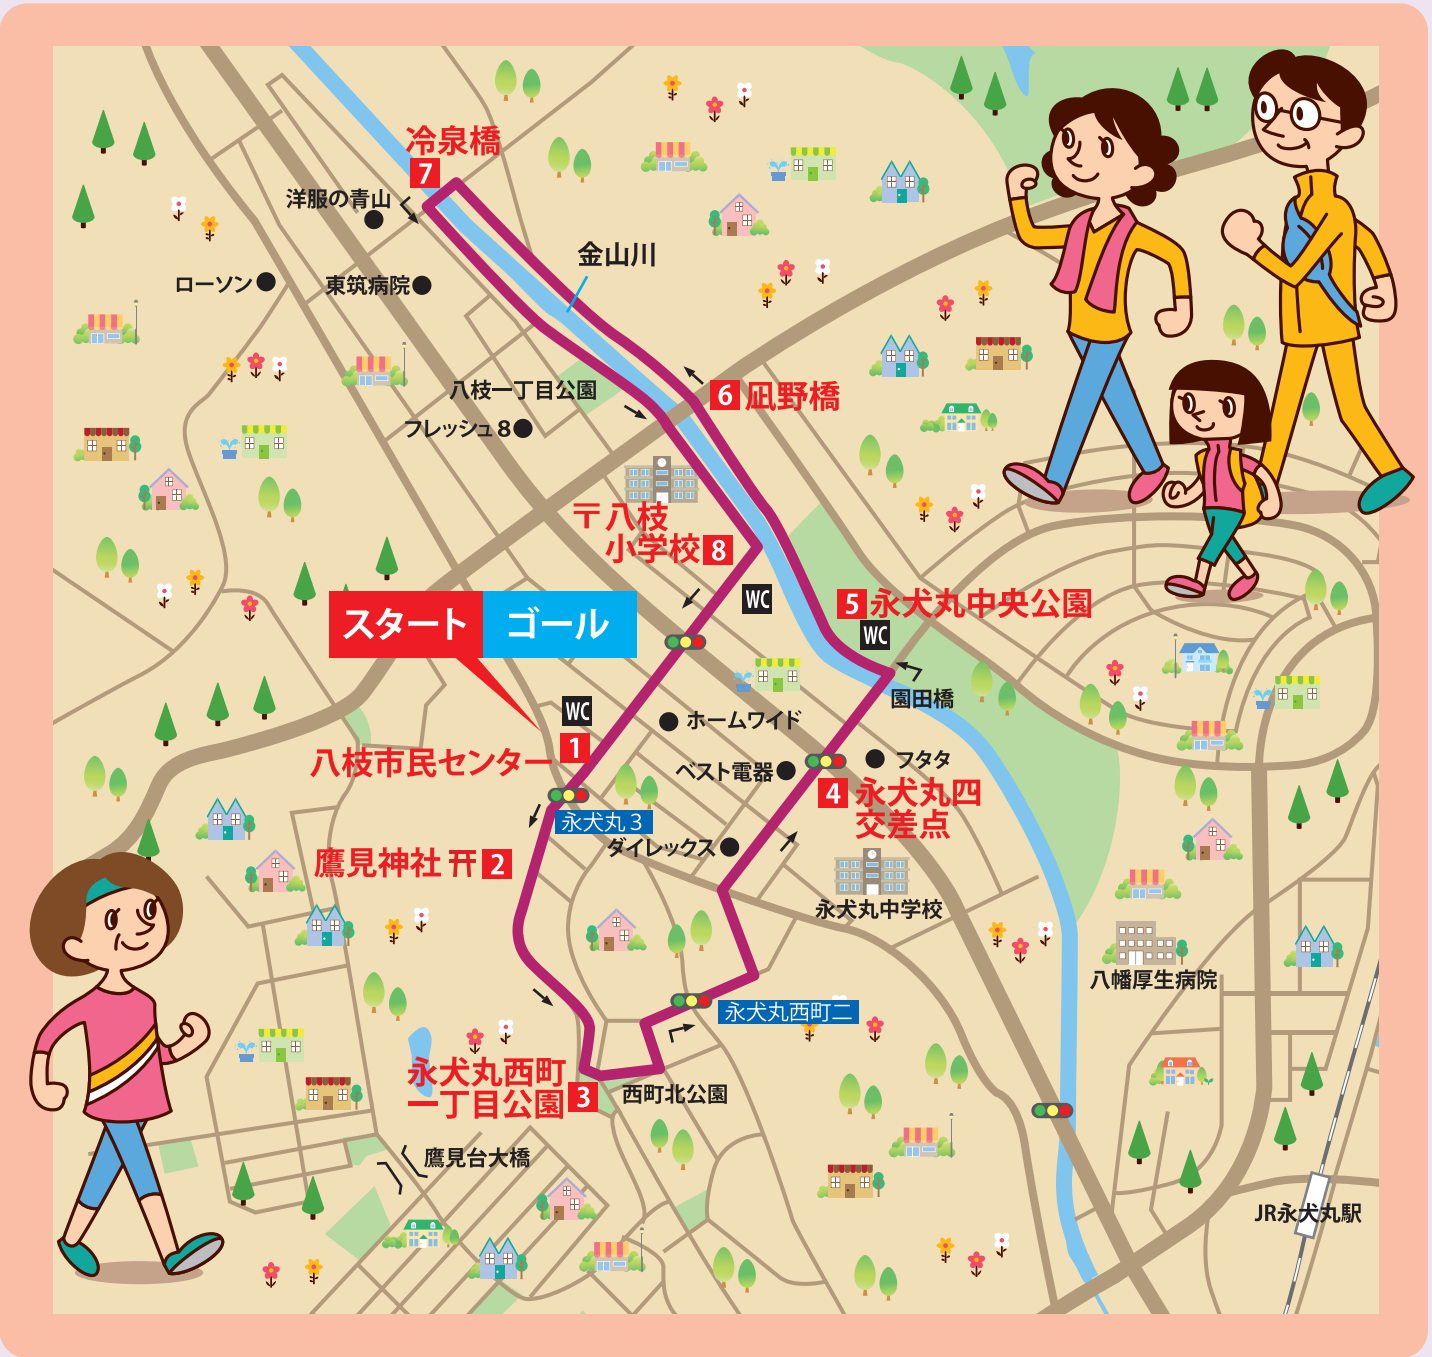 冷泉橋
7
洋服の青山
金山川
ローソン
東筑病院
八枝一丁目公園
6 凪野橋
フレッシュ8
〒八枝
小学校 8
WC
スタート ゴール
5 永犬丸中央公園
WC
園田橋
WC
1
八枝市民センター
ホームワイド
フタタ
ベスト電器
4 永犬丸四
交差点
永犬丸3
ダイレックス
鷹見神社 2
永犬丸中学校
八幡厚生病院
永犬丸西町二
永犬丸西町
一丁目公園 3
西町北公園
鷹見台大橋
JR永犬丸駅